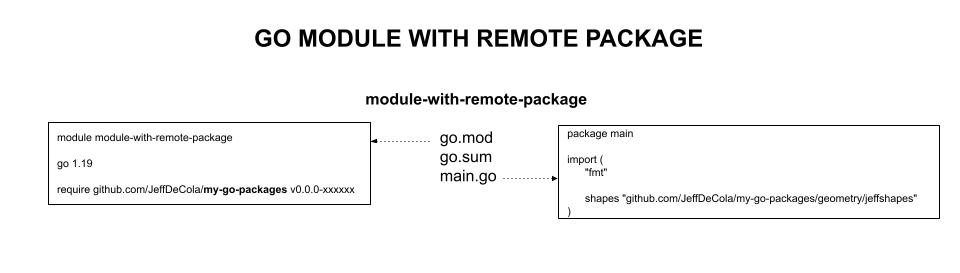 GO MODULE WITH REMOTE PACKAGE
module-with-remote-package
module module-with-remote-package
go 1.19
require github.com/JeffDeCola/my-go-packages v0.0.0-xxxxxx
go.mod
go.sum
main.go
package main
import (
"fmt"
shapes "github.com/JeffDeCola/my-go-packages/geometry/jeffshapes"
)